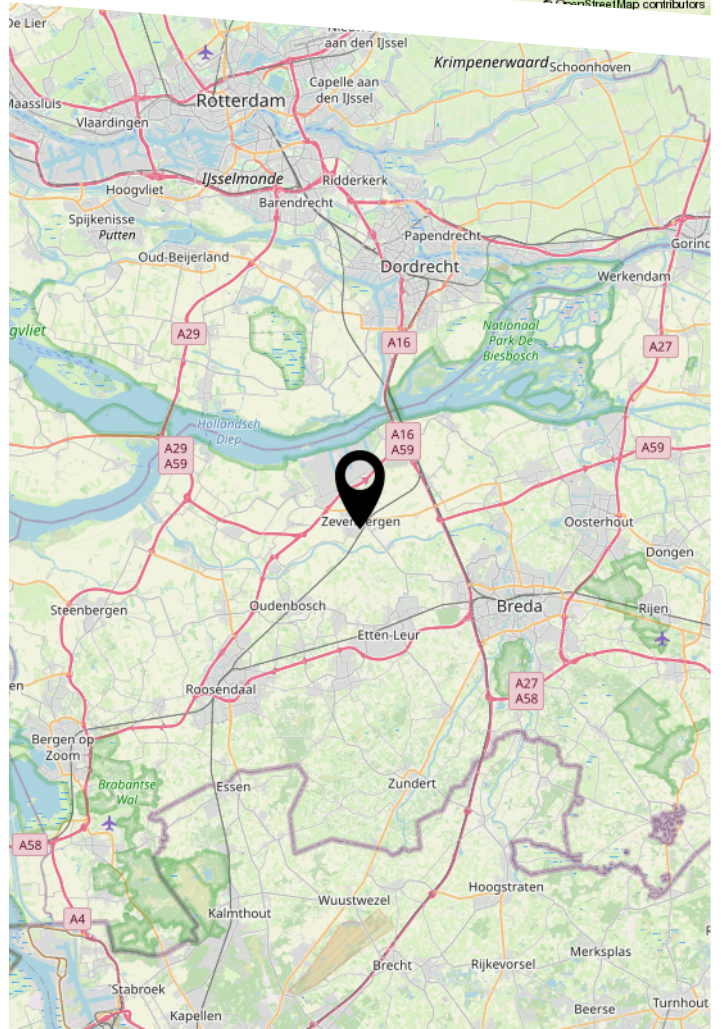 © OpenStreetMap contributors
De Lier
aan den IJssel
Krimpenerwaard
Schoonhoven
Capelle aan
den IJssel
Rotterdam
Maassluis
Vlaardingen
IJsselmonde
Ridderkerk
Hoogvliet
Barendrecht
Spijkenisse
Putten
Papendrecht
Gorinc
Oud-Beijerland
Dordrecht
Werkendam
gvliet
A29
A16
Nationaal
Park De
Biesbosch
A27
Hollandsch
Diep
A16
A59
A29
A59
A59
Zevenbergen
Oosterhout
Dongen
Steenbergen
Oudenbosch
Breda
Rijen
Etten-Leur
en
Roosendaal
A27
A58
Bergen op
Zoom
Brabantse
Wal
Essen
Zundert
A58
Hoogstraten
Wuustwezel
Kalmthout
A4
Merksplas
Brecht
Rijkevorsel
Stabroek
Turnhout
Kapellen
Beerse